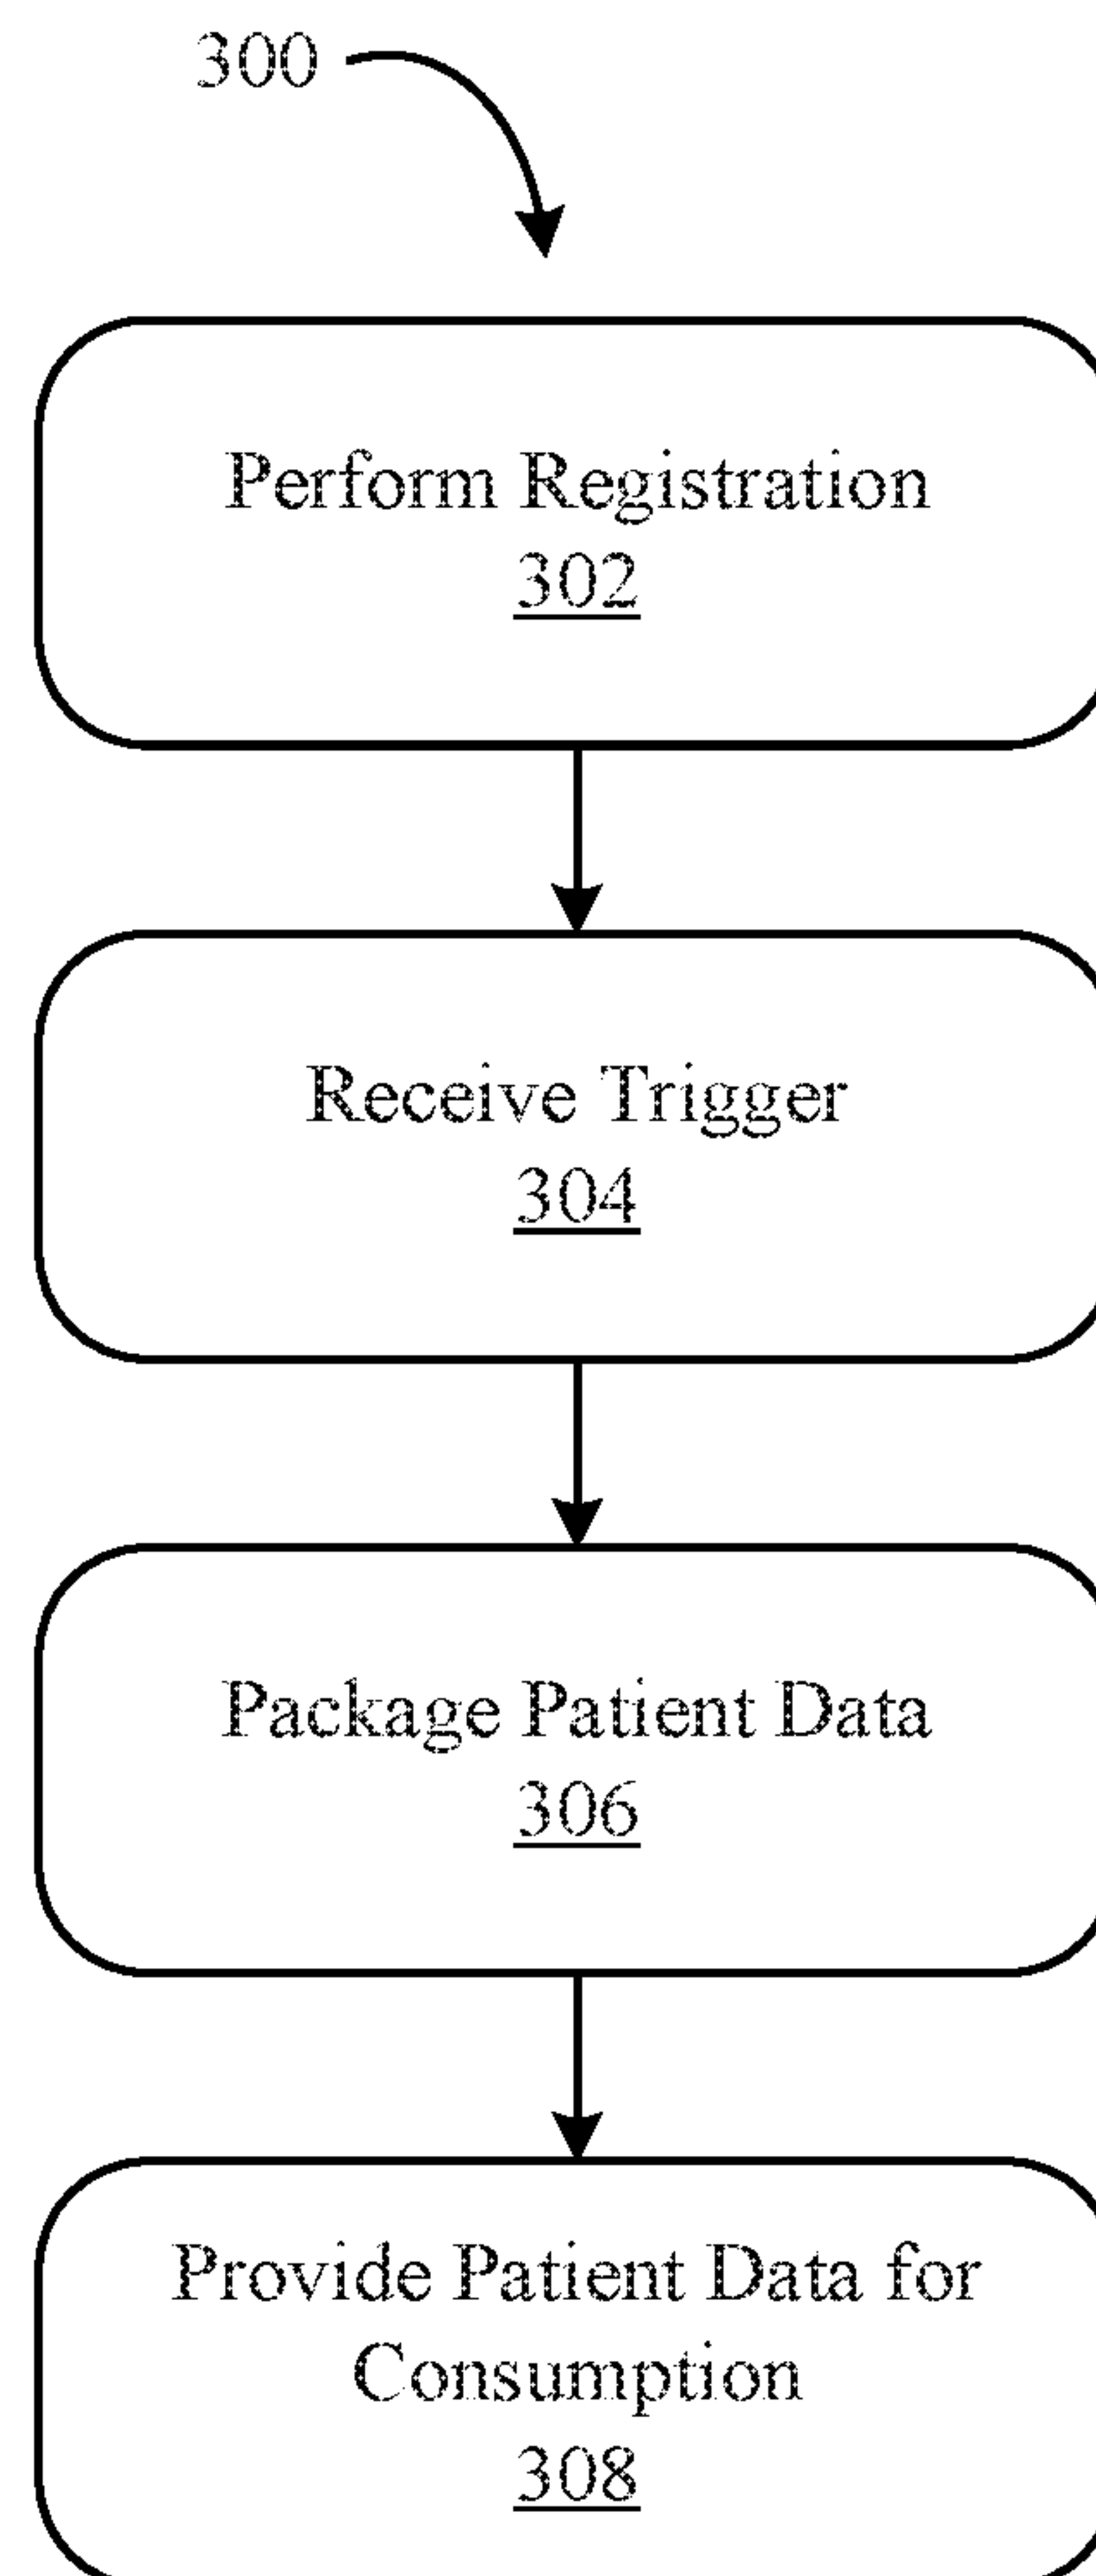 300
Perform Registration
302
Receive Trigger
304
Package Patient Data
306
Provide Patient Data for
Consumption
308